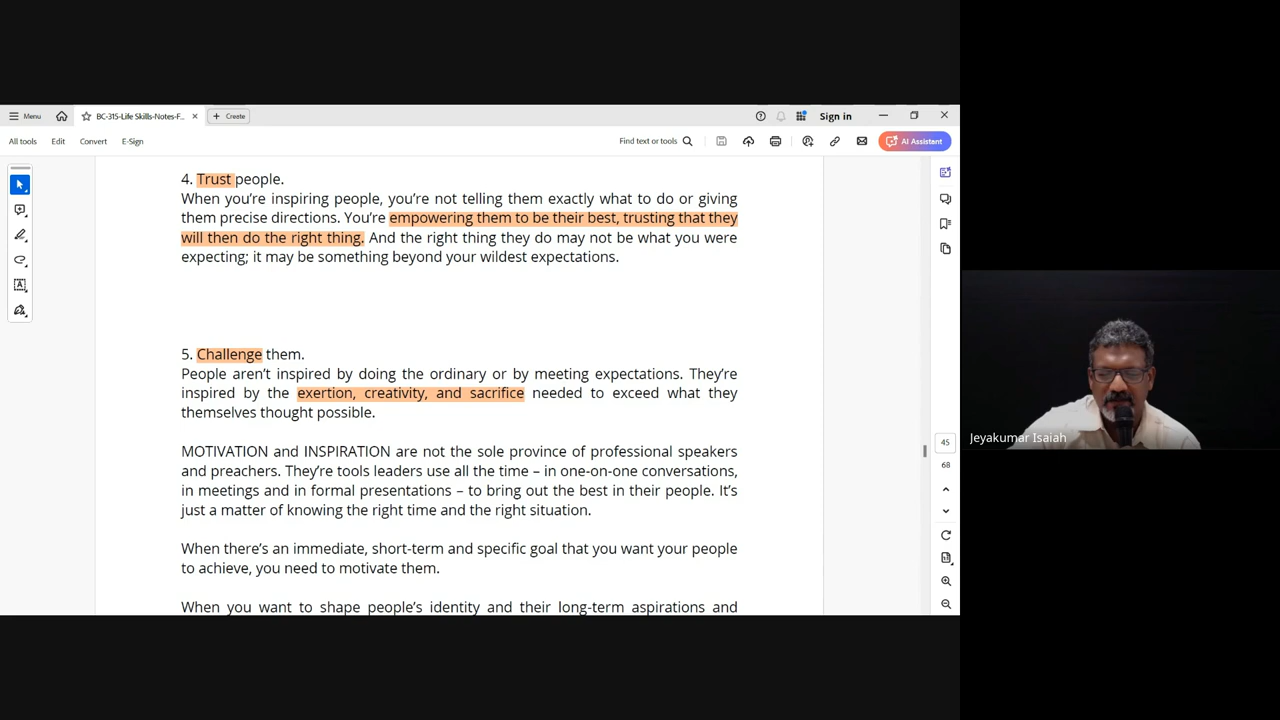 Menu
BC-315-Life Skills-Notes-F...
Create
Sign in
All tools
Edit
Convert
E-Sign
Find text or tools
AI Assistant
4. Trust people.
When you’re inspiring people, you’re not telling them exactly what to do or giving
them precise directions. You’re empowering them to be their best, trusting that they
will then do the right thing. And the right thing they do may not be what you were
expecting; it may be something beyond your wildest expectations.
5. Challenge them.
People aren’t inspired by doing the ordinary or by meeting expectations. They’re
inspired by the exertion, creativity, and sacrifice needed to exceed what they
themselves thought possible.
MOTIVATION and INSPIRATION are not the sole province of professional speakers
and preachers. They’re tools leaders use all the time – in one-on-one conversations,
in meetings and in formal presentations – to bring out the best in their people. It’s
just a matter of knowing the right time and the right situation.
When there’s an immediate, short-term and specific goal that you want your people
to achieve, you need to motivate them.
When you want to shape people’s identity and their long-term aspirations and
45
68
Jeyakumar Isaiah